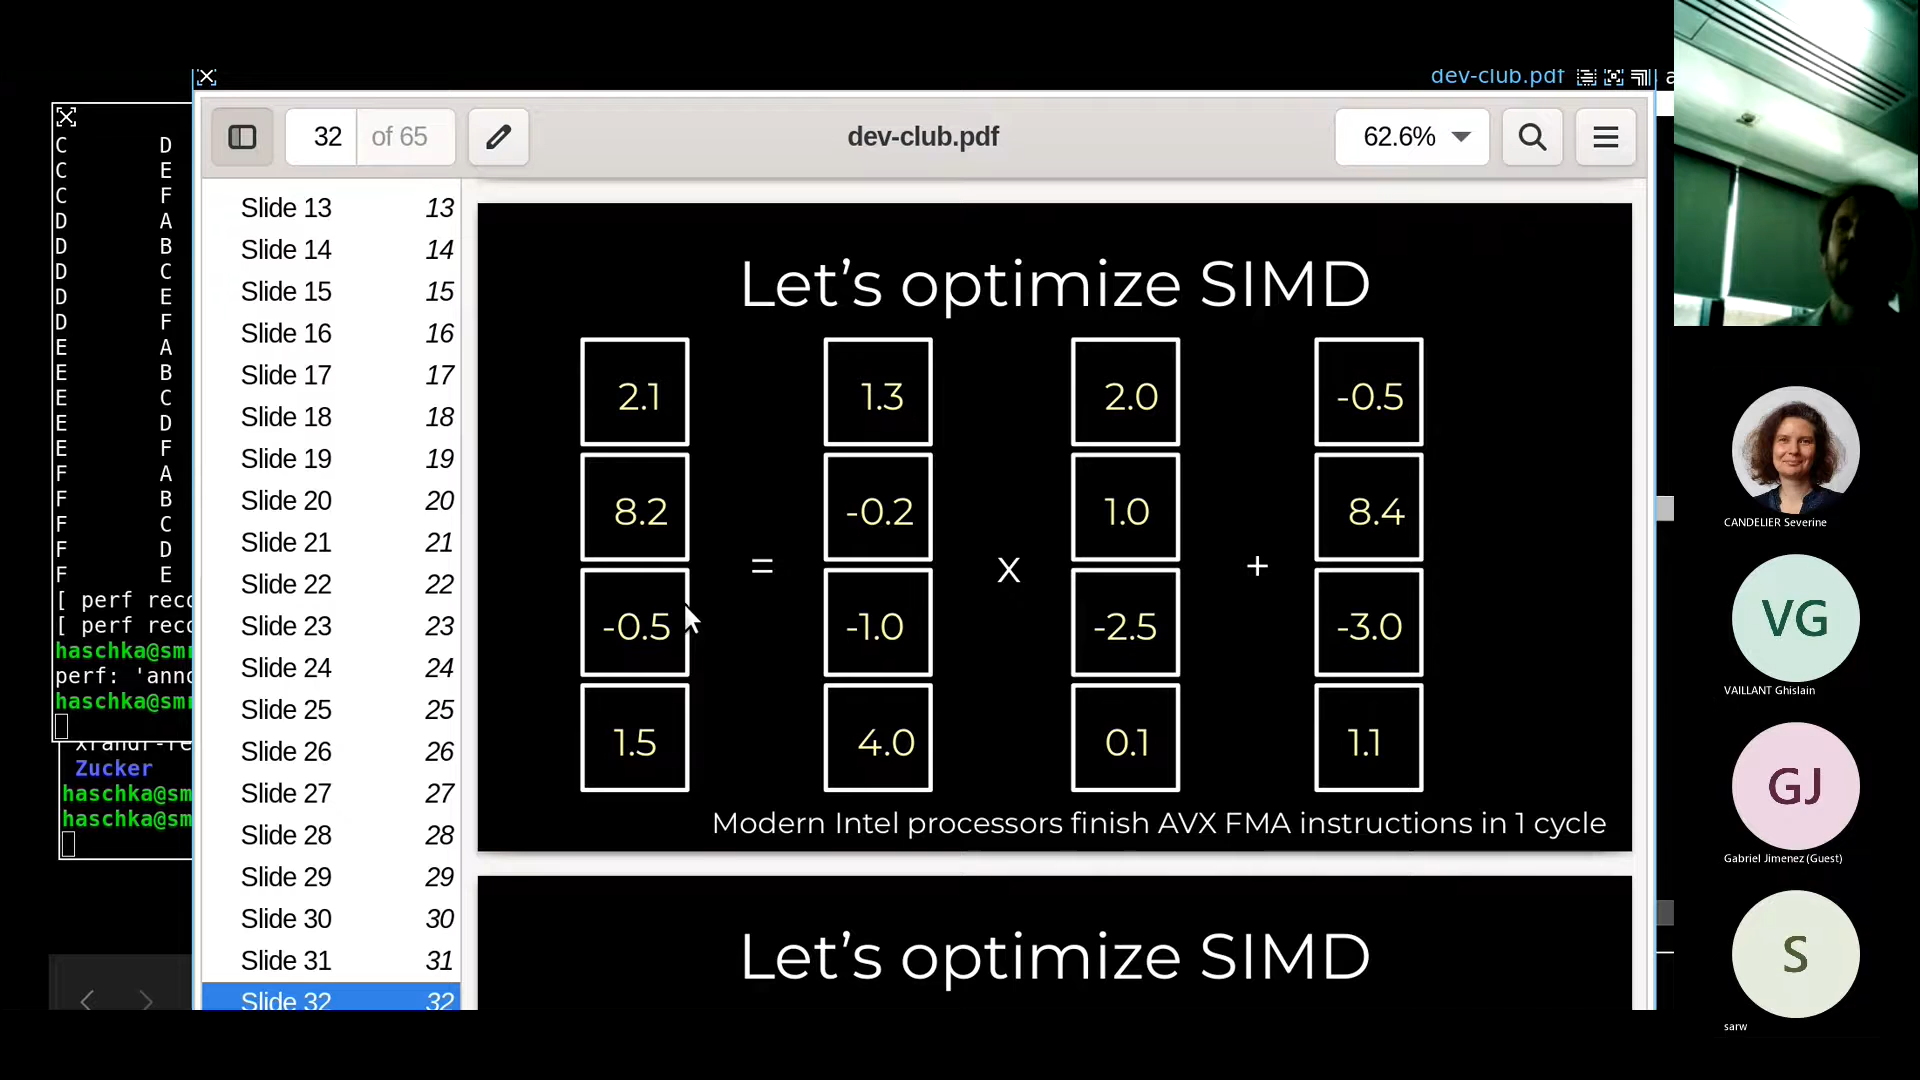 dev-club.pdf
a
32
of 65
dev-club.pdf
62.6%
C D
C E
C F
D A
D B
D C
D E
D F
E A
E B
E C
E D
E F
F A
F B
F C
F D
F E
[ perf reco
[ perf reco
haschka@smr
perf: 'anno
haschka@smr
xrandr-re
Zucker
haschka@sm
haschka@sm
Slide 13 13
Slide 14 14
Slide 15 15
Slide 16 16
Slide 17 17
Slide 18 18
Slide 19 19
Slide 20 20
Slide 21 21
Slide 22 22
Slide 23 23
Slide 24 24
Slide 25 25
Slide 26 26
Slide 27 27
Slide 28 28
Slide 29 29
Slide 30 30
Slide 31 31
Slide 32 32
Let’s optimize SIMD
2.1 1.3 2.0 -0.5
8.2 -0.2 1.0 8.4
= x +
-0.5 -1.0 -2.5 -3.0
1.5 4.0 0.1 1.1
Modern Intel processors finish AVX FMA instructions in 1 cycle
Let’s optimize SIMD
CANDELIER Severine
VG
VAILLANT Ghislain
GJ
Gabriel Jimenez (Guest)
S
sarw